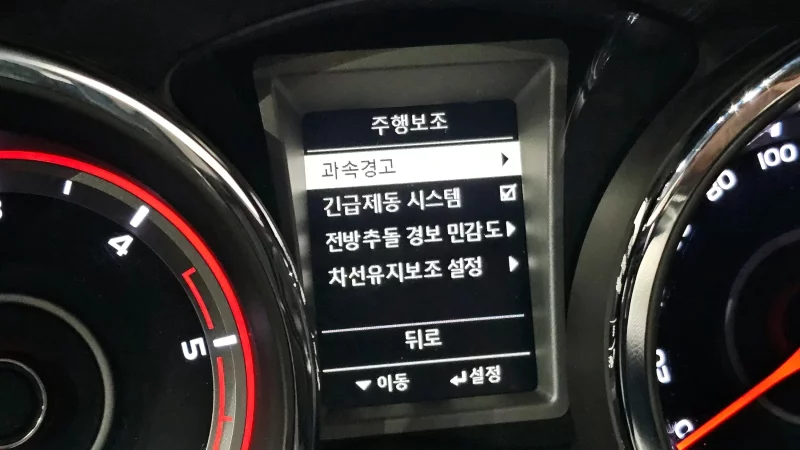 주행보조
과속경고
긴급제동 시스템
전방추돌 경보 민감도
차선유지보조 설정
뒤로
이동 설정
4
5
80
100